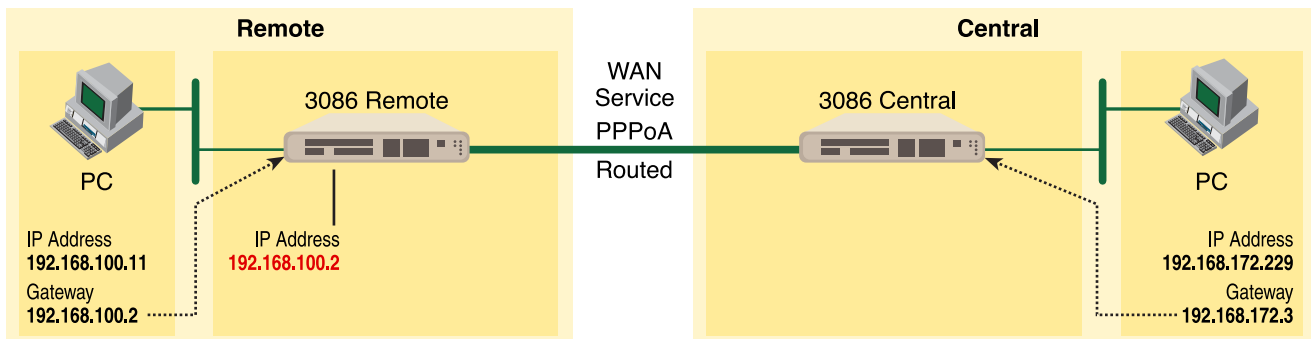 Remote
3086 Remote
PC
IP Address
192.168.100.11
Gateway
192.168.100.2
IP Address
192.168.100.2
WAN
Service
PPPoA
Routed
Central
3086 Central
PC
IP Address
192.168.172.229
Gateway
192.168.172.3